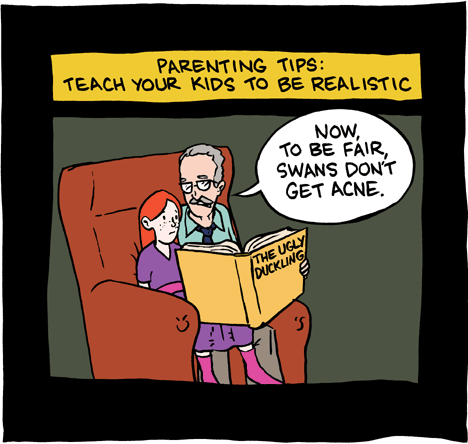 PARENTING TIPS:
TEACH YOUR KIDS TO BE REALISTIC
NOW,
TO BE FAIR,
SWANS DON'T
GET ACNE.
THE UGLY
DUCKLING